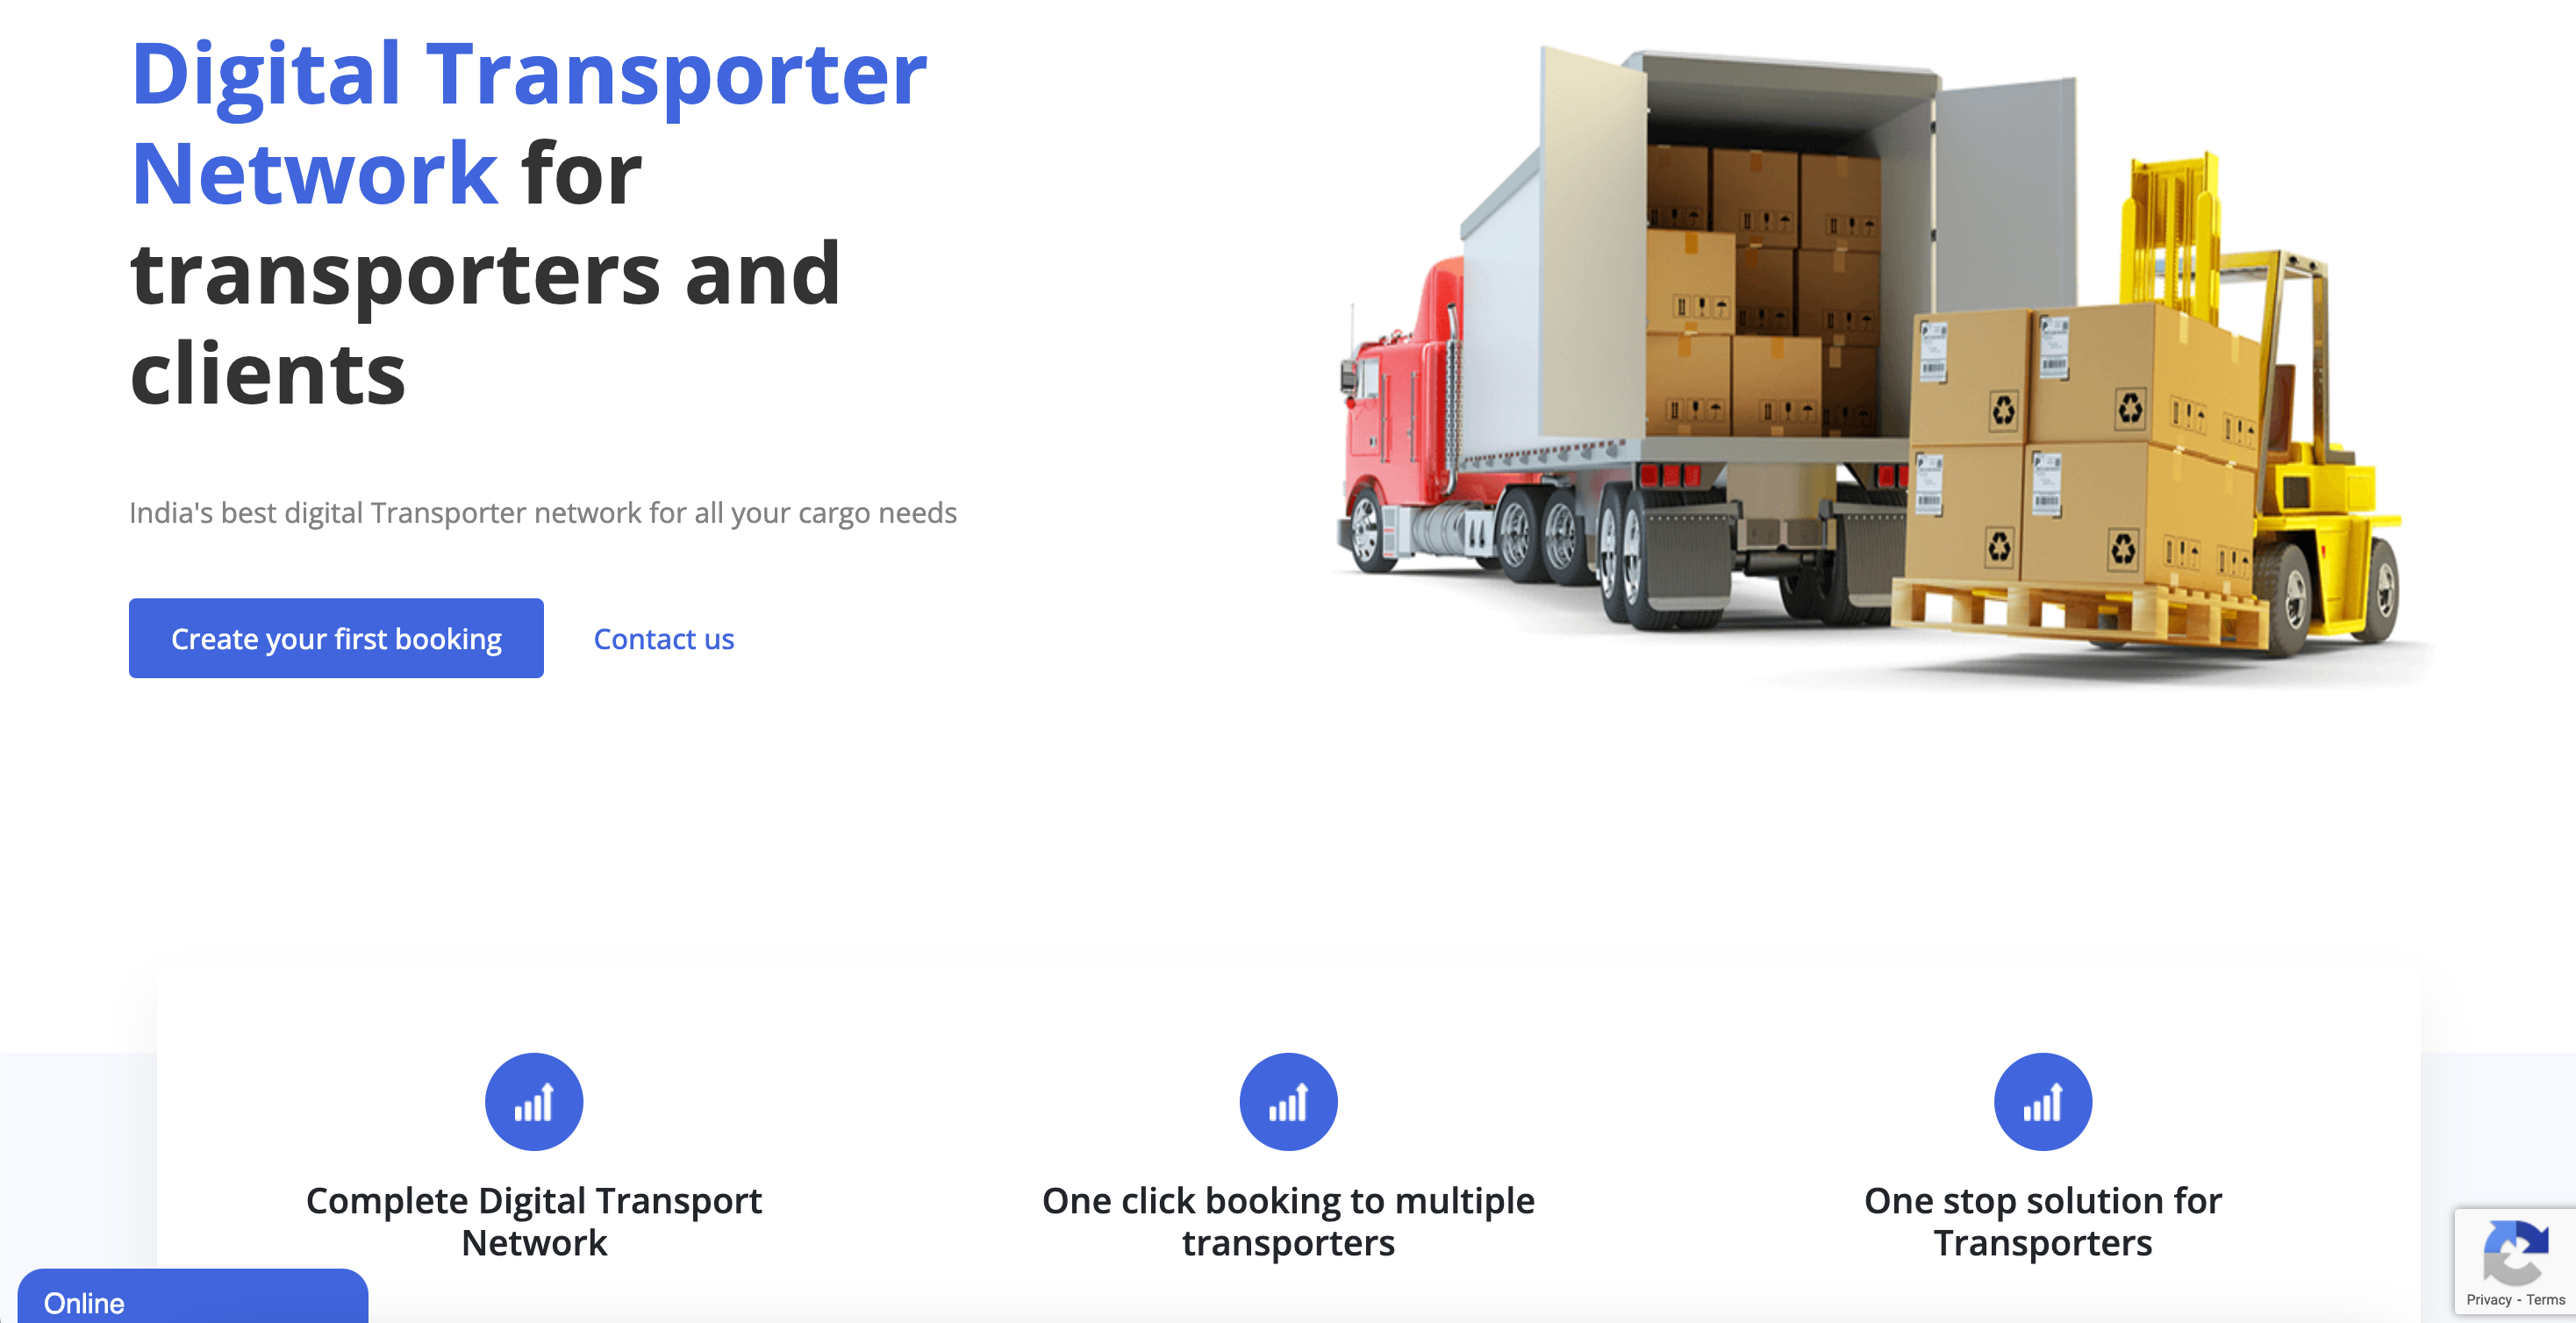 Digital Transporter
Network for
transporters and
clients
India's best digital Transporter network for all your cargo needs
Create your first booking
Contact us
Complete Digital Transport
Network
One click booking to multiple
transporters
One stop solution for
Transporters
Online
Privacy - Terms